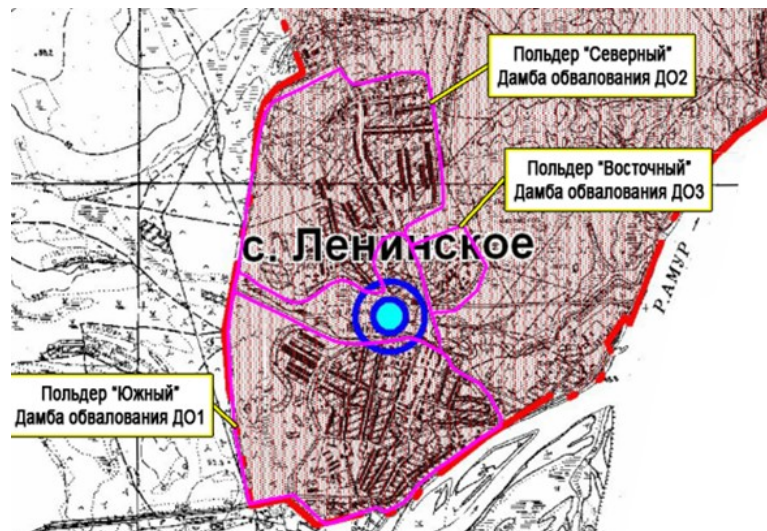 Польдер "Северный"
Дамба обвалования ДО2
Польдер "Восточный"
Дамба обвалования ДО3
с. Ленинское
Р.АМУР
Польдер "Южный"
Дамба обвалования ДО1